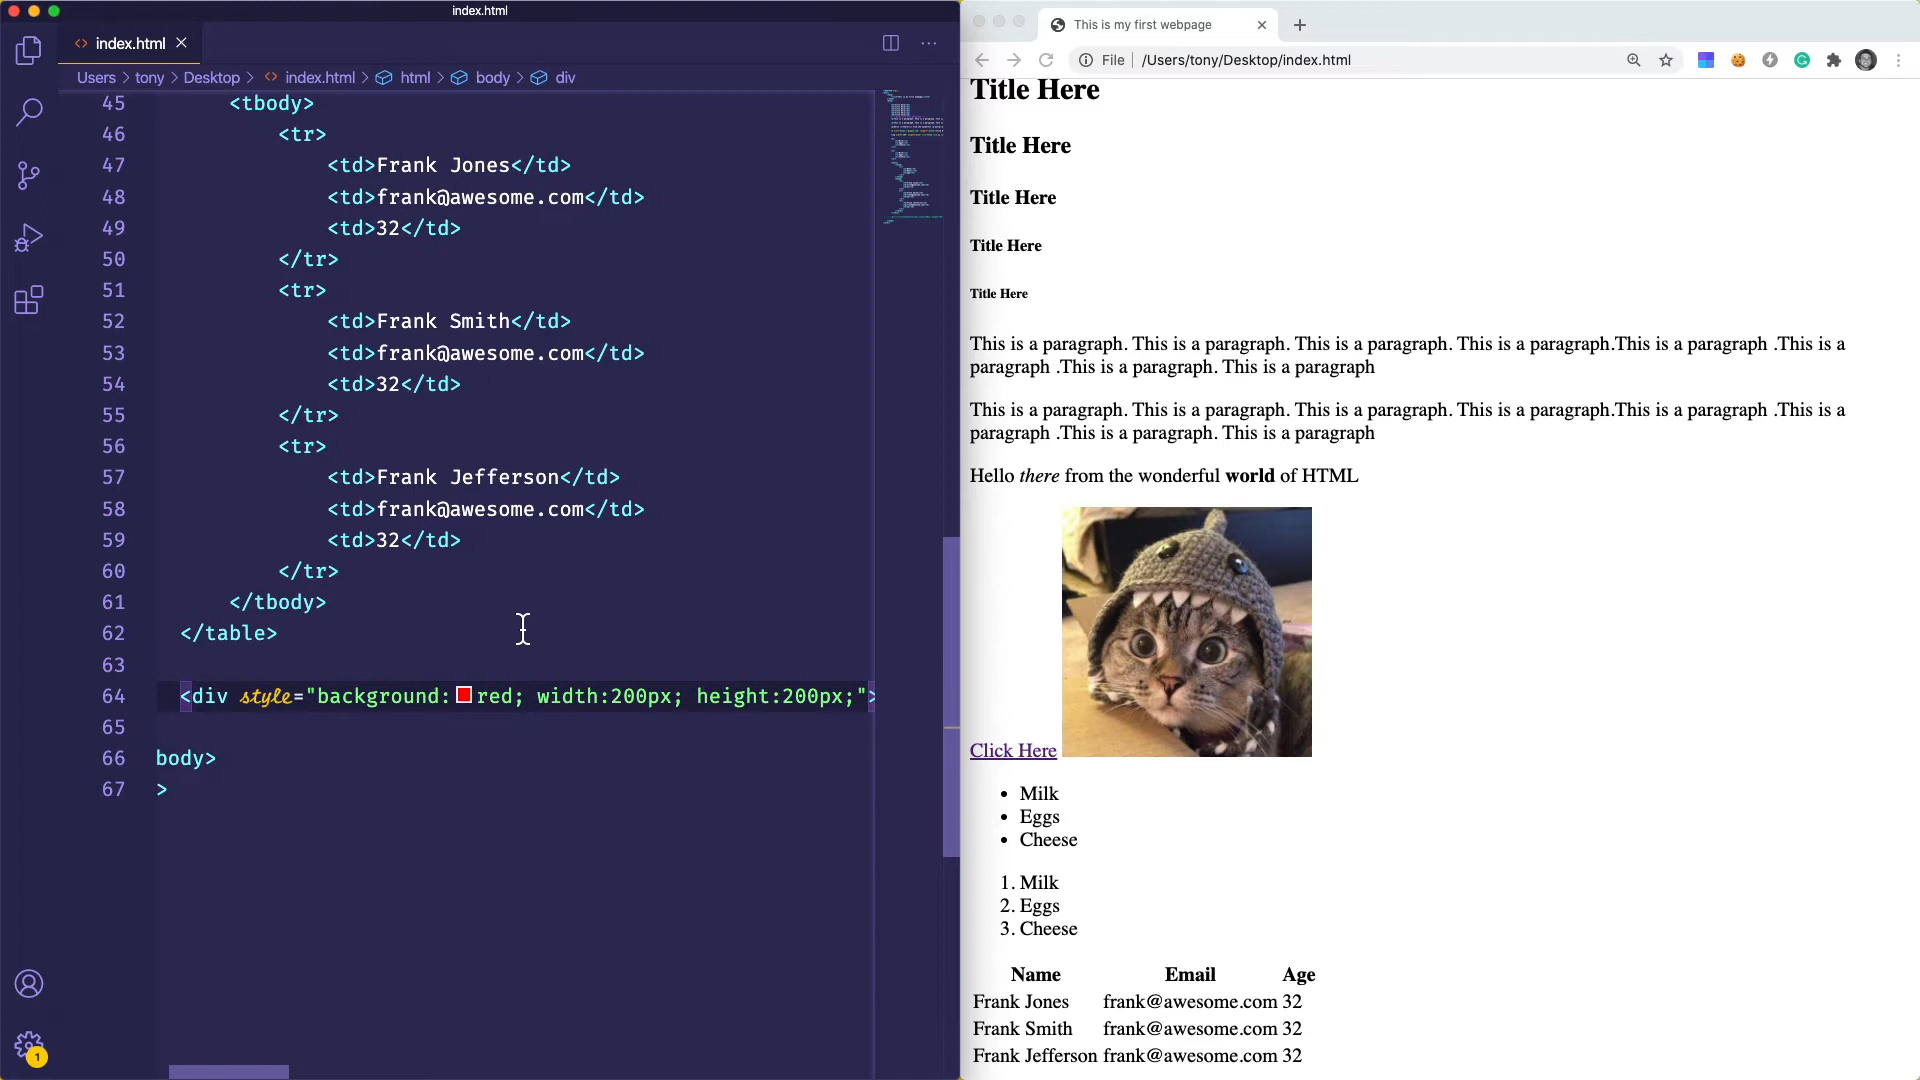 index.html
index.html
Users > tony > Desktop > index.html > html > body > div
45 <tbody>
46 <tr>
47 <td>Frank Jones</td>
48 <td>frank@awesome.com</td>
49 <td>32</td>
50 </tr>
51 <tr>
52 <td>Frank Smith</td>
53 <td>frank@awesome.com</td>
54 <td>32</td>
55 </tr>
56 <tr>
57 <td>Frank Jefferson</td>
58 <td>frank@awesome.com</td>
59 <td>32</td>
60 </tr>
61 </tbody>
62 </table>
63
64 <div style="background:red; width:200px; height:200px;">
65
66 body>
67 >
1
This is my first webpage
File | /Users/tony/Desktop/index.html
Title Here
Title Here
Title Here
Title Here
Title Here
This is a paragraph. This is a paragraph. This is a paragraph. This is a paragraph.This is a paragraph .This is a
paragraph .This is a paragraph. This is a paragraph
This is a paragraph. This is a paragraph. This is a paragraph. This is a paragraph.This is a paragraph .This is a
paragraph .This is a paragraph. This is a paragraph
Hello there from the wonderful world of HTML
Click Here
• Milk
• Eggs
• Cheese
1. Milk
2. Eggs
3. Cheese
Name Email Age
Frank Jones frank@awesome.com 32
Frank Smith frank@awesome.com 32
Frank Jefferson frank@awesome.com 32